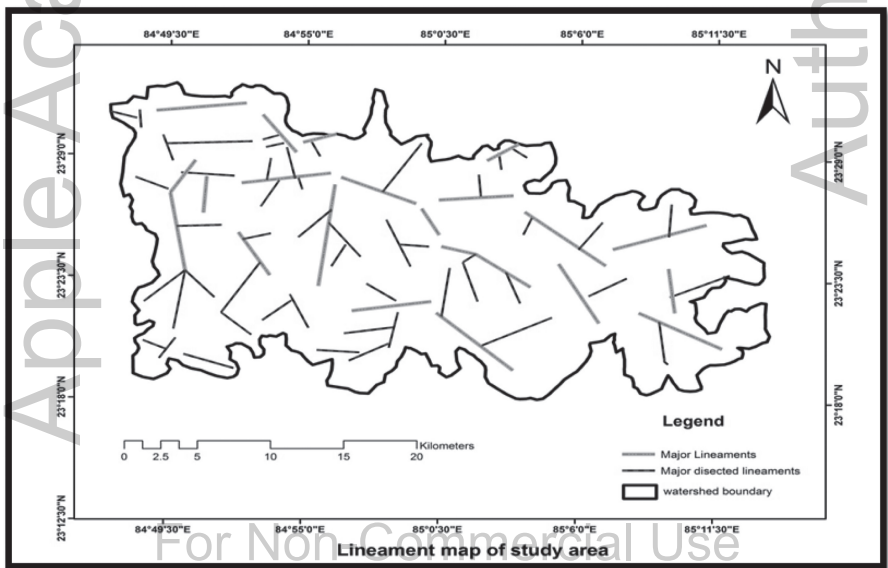 84°49'30"E 84°55'0"E 85°0'30"E 85°6'0"E 85°11'30"E
N
23°29'0"N 23°29'0"N
23°23'30"N 23°23'30"N
23°18'0"N 23°18'0"N
23°12'30"N
Legend
Major Lineaments
Major disected lineaments
watershed boundary
Kilometers
0 2.5 5 10 15 20
84°49'30"E 84°55'0"E 85°0'30"E 85°6'0"E 85°11'30"E
Lineament map of study area
For Non-Commercial Use
Apple Aca
Auth